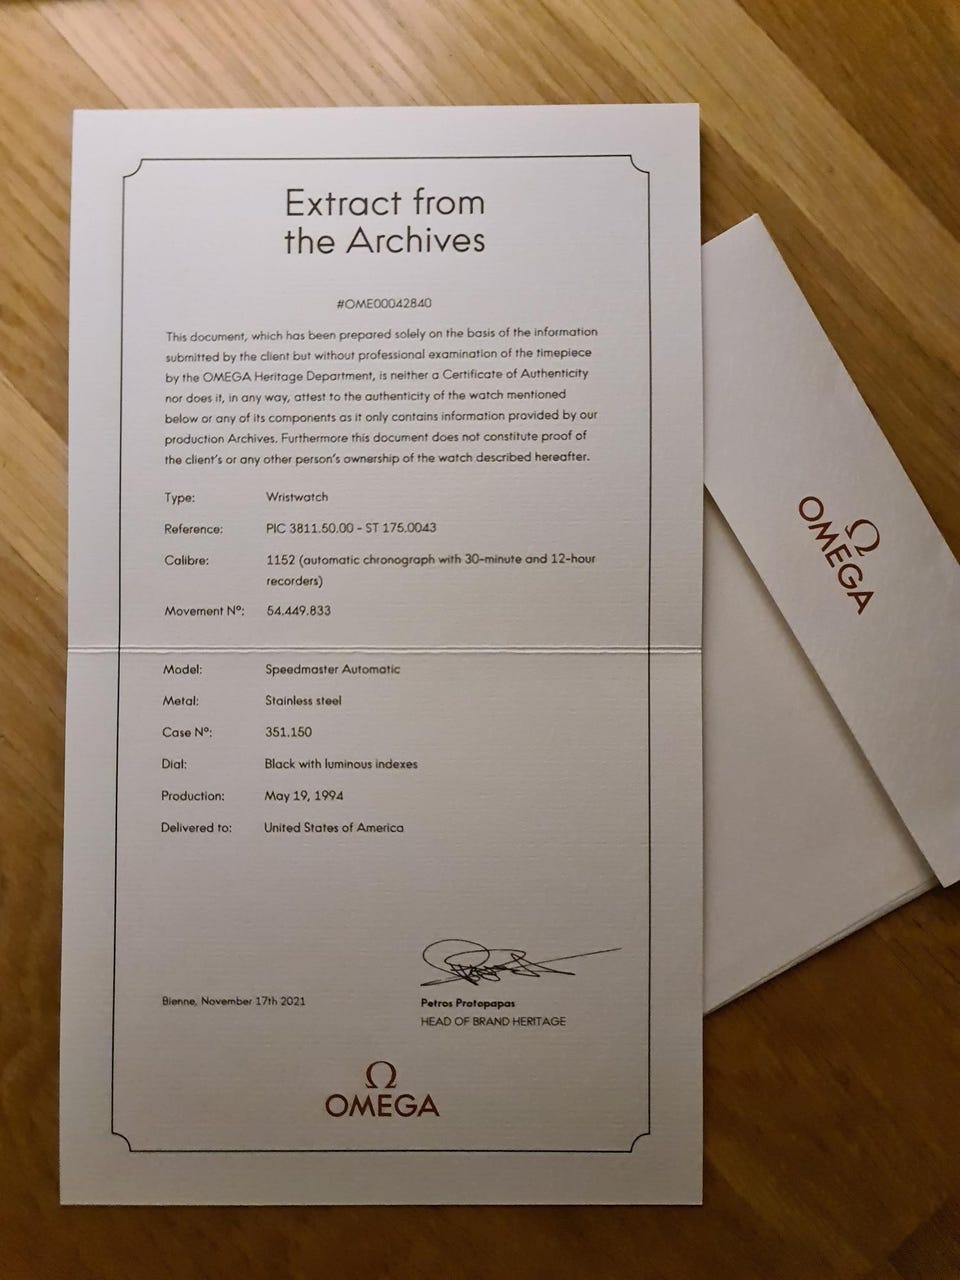 Extract from
the Archives
#OME00042840
This document, which has been prepared solely on the basis of the information
submitted by the client but without professional examination of the timepiece
by the OMEGA Heritage Department, is neither a Certificate of Authenticity
nor does it, in any way, attest to the authenticity of the watch mentioned
below or any of its components as it only contains information provided by our
production Archives. Furthermore this document does not constitute proof of
the client's or any other person's ownership of the watch described hereafter.
Type: Wristwatch
Reference: PIC 3811.50.00 - ST 175.0043
Calibre: 1152 (automatic chronograph with 30-minute and 12-hour
recorders)
Movement Nº: 54.449.833
Model: Speedmaster Automatic
Metal: Stainless steel
Case Nº: 351.150
Dial: Black with luminous indexes
Production: May 19, 1994
Delivered to: United States of America
Bienne, November 17th 2021
Petros Protopapas
HEAD OF BRAND HERITAGE
Ω
OMEGA
Ω
OMEGA